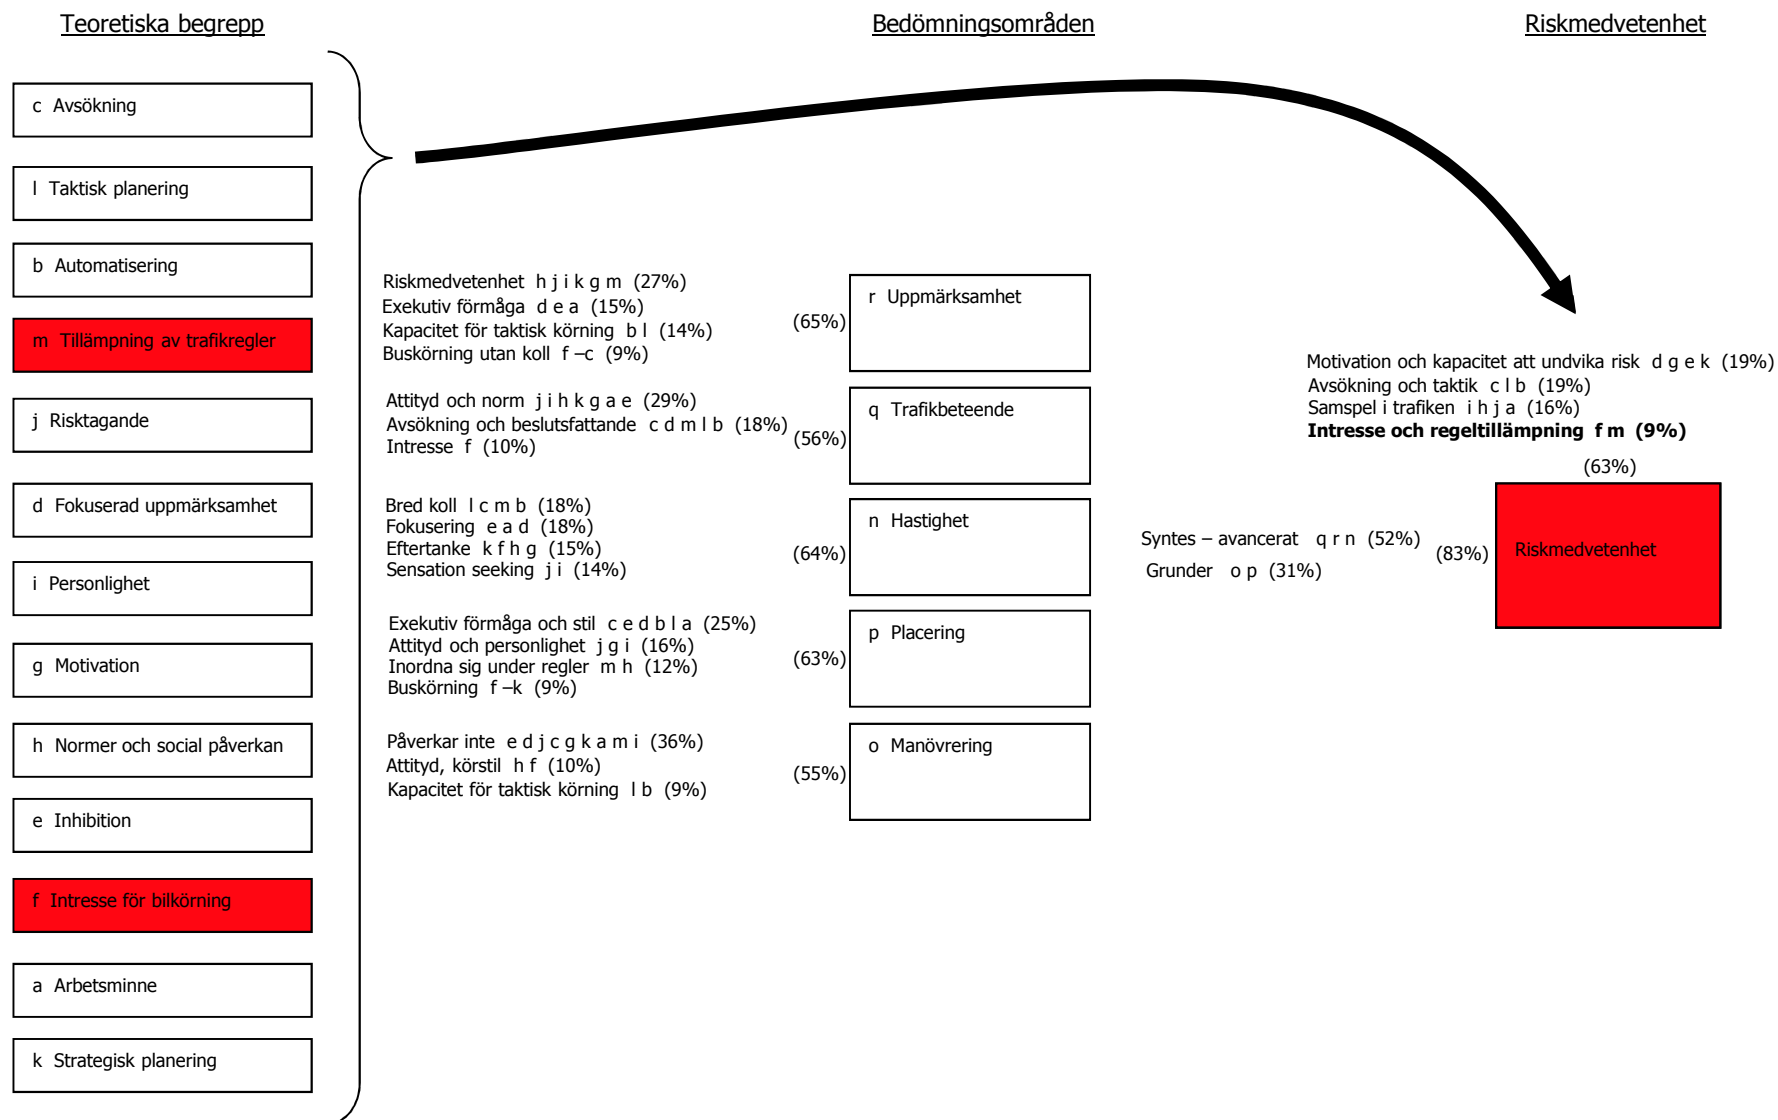 Teoretiska begrepp
Bedömningsområden
Riskmedvetenhet
c Avsökning
l Taktisk planering
b Automatisering
m Tillämpning av trafikregler
j Risktagande
d Fokuserad uppmärksamhet
i Personlighet
g Motivation
h Normer och social påverkan
e Inhibition
f Intresse för bilkörning
a Arbetsminne
k Strategisk planering
Riskmedvetenhet h j i k g m (27%)
Exekutiv förmåga d e a (15%)
Kapacitet för taktisk körning b l (14%)
Buskörning utan koll f –c (9%)
(65%)
r Uppmärksamhet
Attityd och norm j i h k g a e (29%)
Avsökning och beslutsfattande c d m l b (18%)
Intresse f (10%)
(56%)
q Trafikbeteende
Bred koll l c m b (18%)
Fokusering e a d (18%)
Eftertanke k f h g (15%)
Sensation seeking j i (14%)
(64%)
n Hastighet
Exekutiv förmåga och stil c e d b l a (25%)
Attityd och personlighet j g i (16%)
Inordna sig under regler m h (12%)
Buskörning f –k (9%)
(63%)
p Placering
Påverkar inte e d j c g k a m i (36%)
Attityd, körstil h f (10%)
Kapacitet för taktisk körning l b (9%)
(55%)
o Manövrering
Motivation och kapacitet att undvika risk d g e k (19%)
Avsökning och taktik c l b (19%)
Samspel i trafiken i h j a (16%)
Intresse och regeltillämpning f m (9%)
(63%)
Syntes – avancerat q r n (52%)
Grunder o p (31%)
(83%)
Riskmedvetenhet